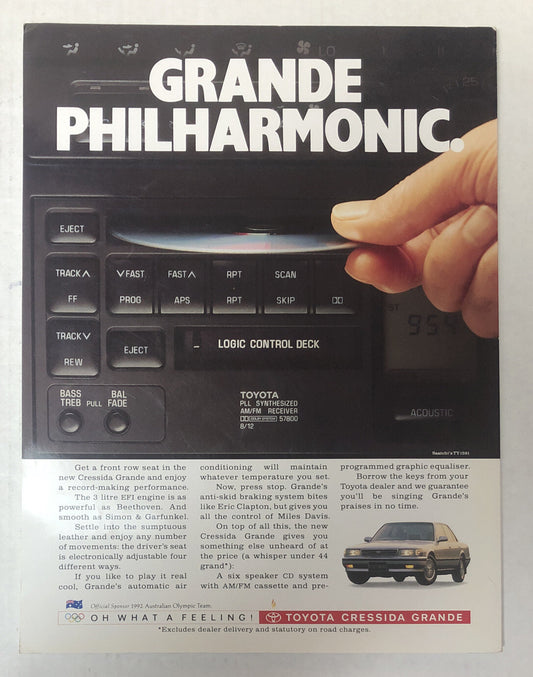 LO
GRANDE
PHILHARMONIC.
EJECT
TRACK∧
FF
∨FAST
PROG
FAST∧
APS
RPT
RPT
SCAN
SKIP
TRACK∨
REW
EJECT
LOGIC CONTROL DECK
BASS
TREB
PULL
BAL
FADE
TOYOTA
PLL SYNTHESIZED
AM/FM RECEIVER
DOLBY SYSTEM 57800
8/12
ST
954
ACOUSTIC
Get a front row seat in the
new Cressida Grande and enjoy
a record-making performance.
The 3 litre EFI engine is as
powerful as Beethoven. And
smooth as Simon & Garfunkel.
Settle into the sumptuous
leather and enjoy any number
of movements: the driver's seat
is electronically adjustable four
different ways.
If you like to play it real
cool, Grande's automatic air
conditioning will maintain
whatever temperature you set.
Now, press stop. Grande's
anti-skid braking system bites
like Eric Clapton, but gives you
all the control of Miles Davis.
On top of all this, the new
Cressida Grande gives you
something else unheard of at
the price (a whisper under 44
grand*):
A six speaker CD system
with AM/FM cassette and pre-
programmed graphic equaliser.
Borrow the keys from your
Toyota dealer and we guarantee
you'll be singing Grande's
praises in no time.
Official Sponsor 1992 Australian Olympic Team.
OH WHAT A FEELING! TOYOTA CRESSIDA GRANDE
*Excludes dealer delivery and statutory on road charges.